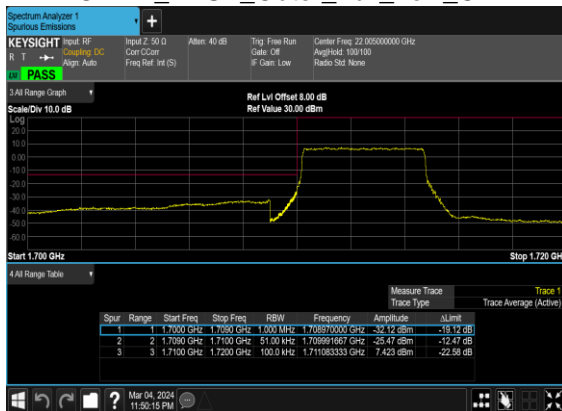 Spectrum Analyzer 1
Spurious Emissions
+
KEYSIGHT Input: RF Input Z: 50 Ω Atten: 40 dB Trig: Free Run Center Freq: 22.005000000 GHz
R T Coupling: DC Corr CCorr Gate: Off Avg|Hold: 100/100
Align: Auto Freq Ref: Int (S) IF Gain: Low Radio Std: None
PASS
3 All Range Graph
Scale/Div 10.0 dB Ref Lvl Offset 8.00 dB
Ref Value 30.00 dBm
Log
20.0
10.0
0.00
-10.0
-20.0
-30.0
-40.0
-50.0
-60.0
Start 1.700 GHz Stop 1.720 GH
4 All Range Table
Measure Trace Trace 1
Trace Type Trace Average (Active)
Spur Range Start Freq Stop Freq RBW Frequency Amplitude ΔLimit
1 1 1.7000 GHz 1.7090 GHz 1.000 MHz 1.708970000 GHz -32.12 dBm -19.12 dB
2 2 1.7090 GHz 1.7100 GHz 51.00 kHz 1.709991667 GHz -25.47 dBm -12.47 dB
3 3 1.7100 GHz 1.7200 GHz 100.0 kHz 1.711083333 GHz 7.423 dBm -22.58 dB
? Mar 04, 2024
11:50:15 PM